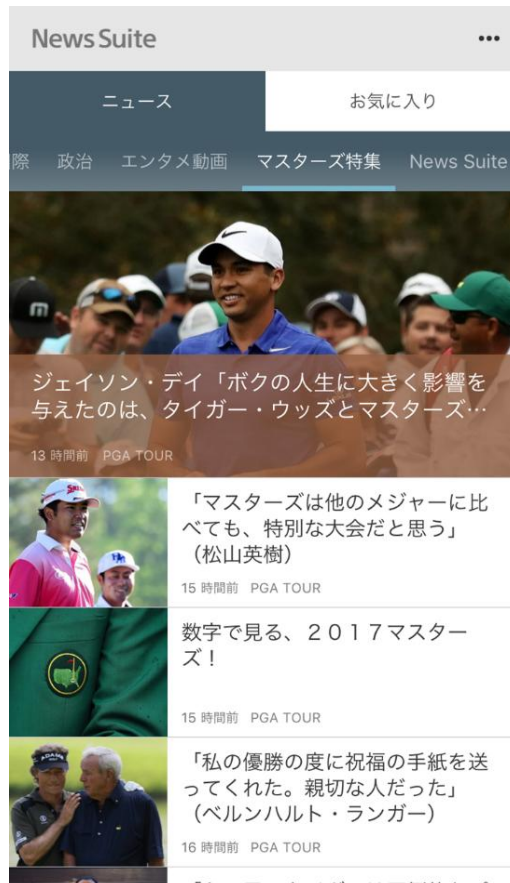 News Suite
ニュース
お気に入り
際
政治
エンタメ動画
マスターズ特集
News Suite
ジェイソン・デイ「ボクの人生に大きく影響を
与えたのは、タイガー・ウッズとマスターズ…
13 時間前 PGA TOUR
「マスターズは他のメジャーに比
べても、特別な大会だと思う」
（松山英樹）
15 時間前 PGA TOUR
数字で見る、２０１７マスター
ズ！
15 時間前 PGA TOUR
「私の優勝の度に祝福の手紙を送
ってくれた。親切な人だった」
（ベルンハルト・ランガー）
16 時間前 PGA TOUR